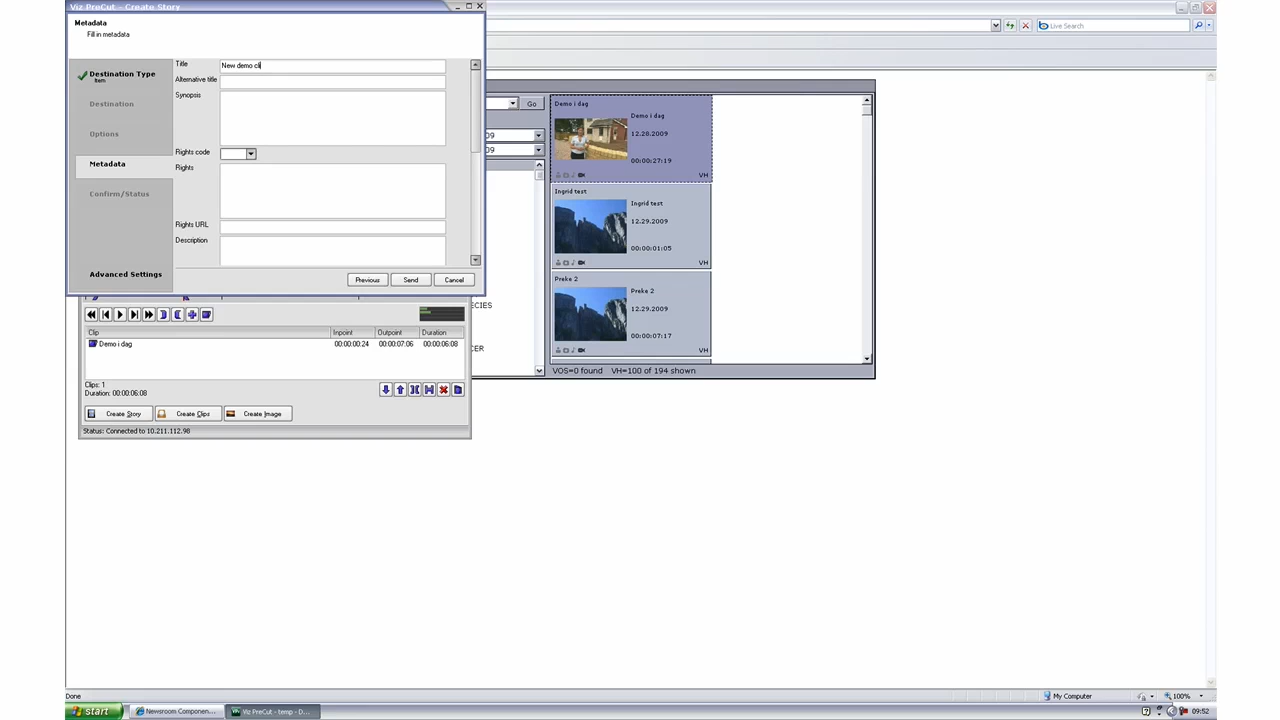 Viz PreCut - Create Story
Metadata
Fill in metadata
Destination Type
Item
Destination
Options
Metadata
Confirm/Status
Advanced Settings
Title
New demo cli
Alternative title
Synopsis
Rights code
Rights
Rights URL
Description
Previous
Send
Cancel
Live Search
Go
09
09
ECIES
CER
Demo i dag
Demo i dag
12.28.2009
00:00:27:19
VH
Ingrid test
Ingrid test
12.29.2009
00:00:01:05
VH
Preke 2
Preke 2
12.29.2009
00:00:07:17
VH
VOS=0 found VH=100 of 194 shown
Clip Inpoint Outpoint Duration
Demo i dag 00:00:00:24 00:00:07:06 00:00:06:08
Clips: 1
Duration: 00:00:06:08
Create Story
Create Clips
Create Image
Status: Connected to 10.211.112.98
Done
My Computer
100%
start
Newsroom Componen...
Viz PreCut - temp - D...
09:52